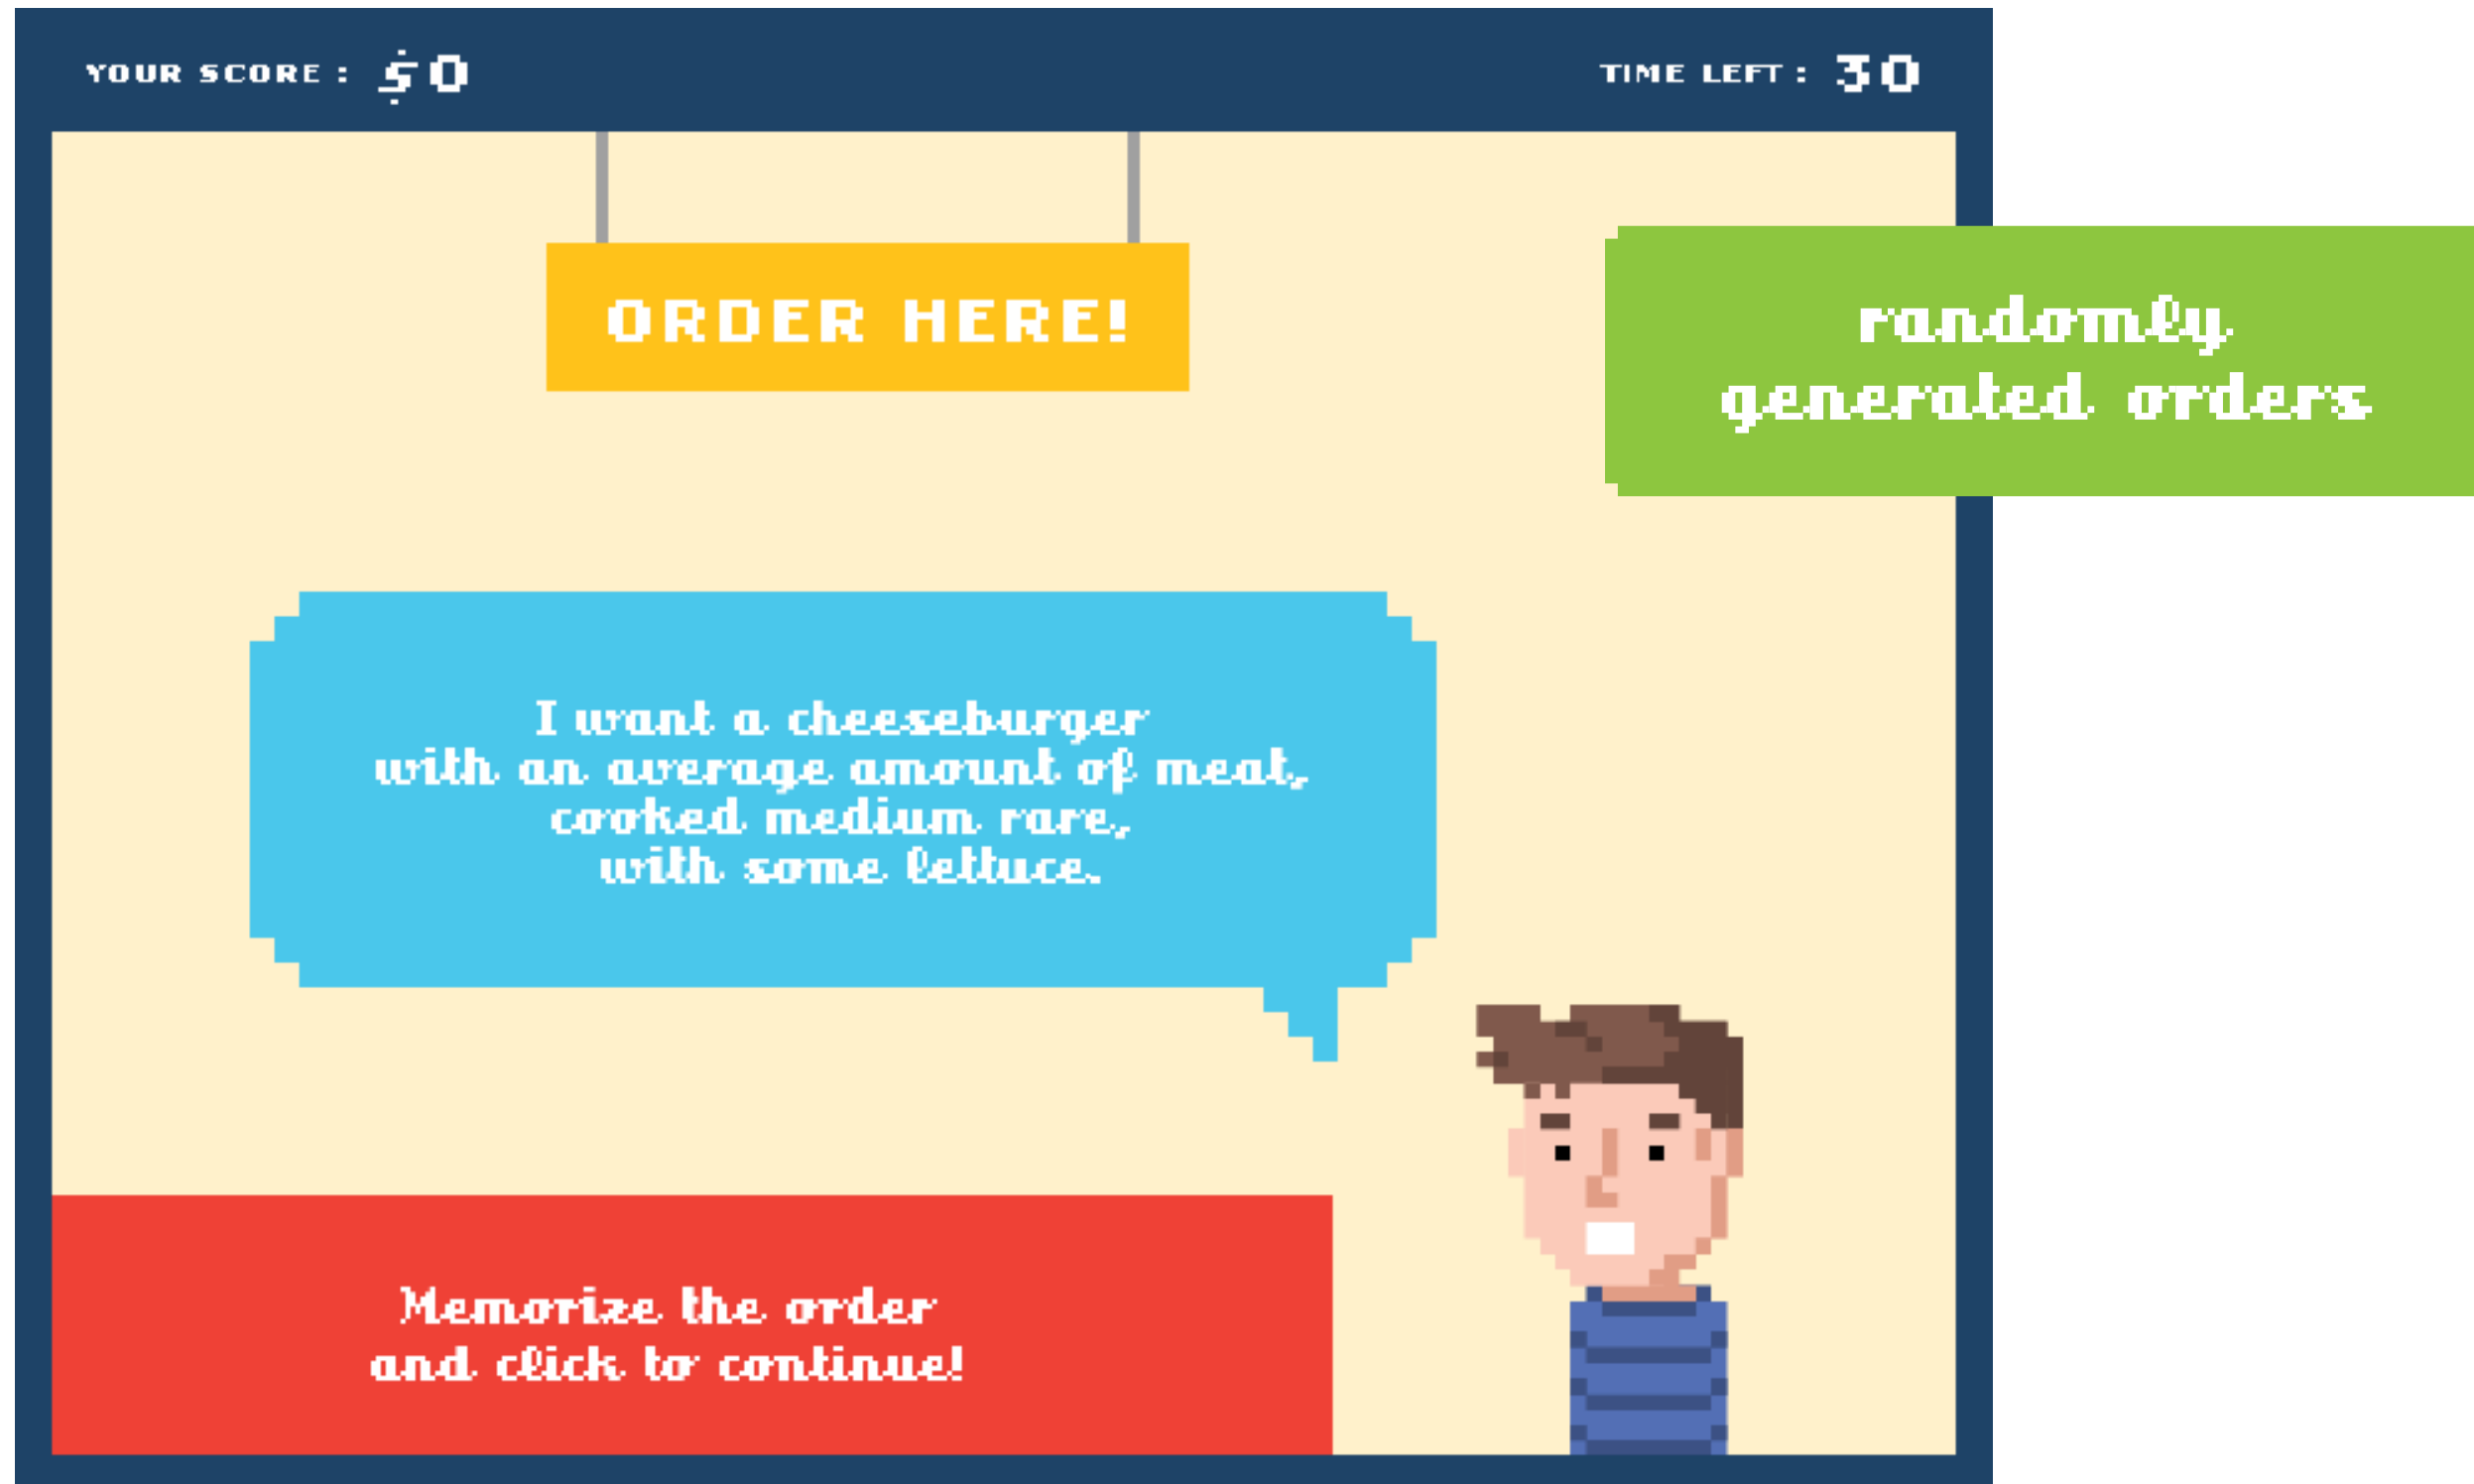 YOUR SCORE: $0
TIME LEFT: 30
ORDER HERE!
randomly
generated orders
I want a cheeseburger
with an average amount of meat,
cooked medium rare,
with some lettuce.
Memorize the order
and click to continue!